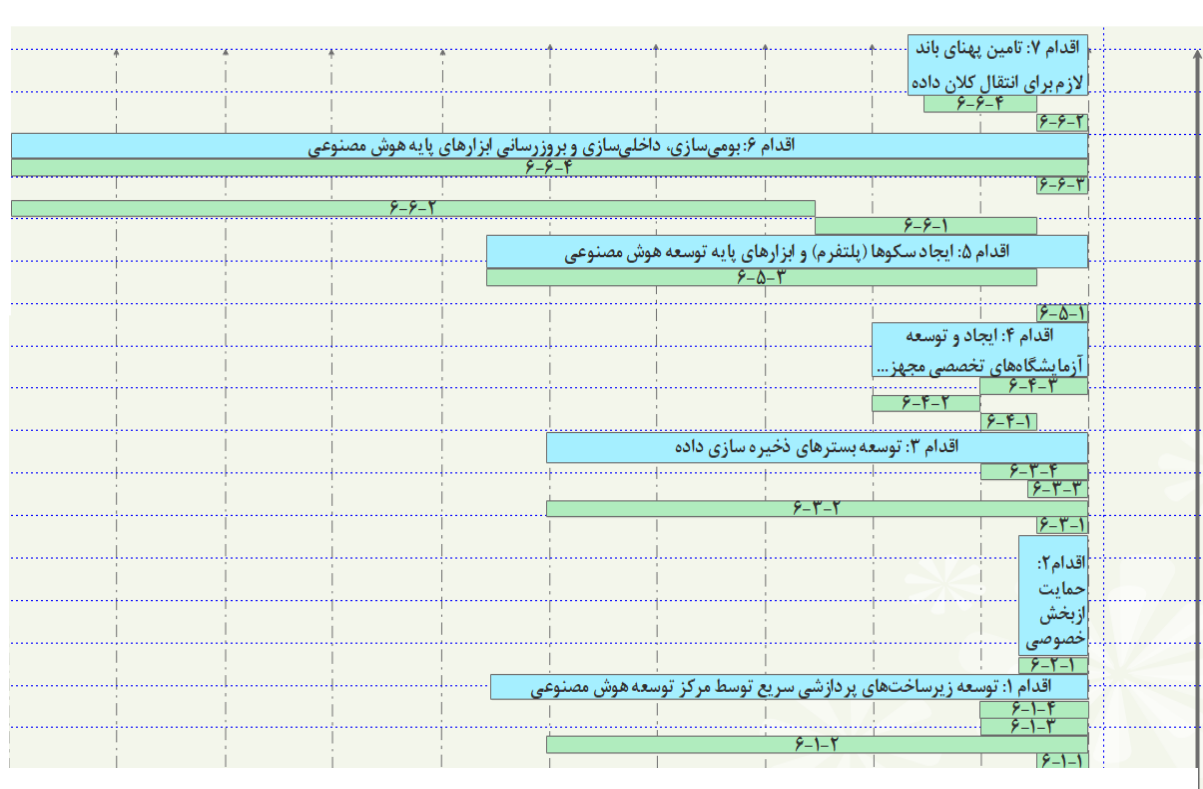 اقدام ۷: تامین پهنای باند
لازم برای انتقال کلان داده
۶-۶-۴
۶-۶-۲
اقدام ۶: بومی‌سازی، داخلی‌سازی و بروزرسانی ابزارهای پایه هوش مصنوعی
۶-۶-۴
۶-۶-۳
۶-۶-۲
۶-۶-۱
اقدام ۵: ایجاد سکوها (پلتفرم) و ابزارهای پایه توسعه هوش مصنوعی
۶-۵-۳
۶-۵-۱
اقدام ۴: ایجاد و توسعه
آزمایشگاه‌های تخصصی مجهز...
۶-۴-۳
۶-۴-۲
۶-۴-۱
اقدام ۳: توسعه بسترهای ذخیره سازی داده
۶-۳-۴
۶-۳-۳
۶-۳-۲
۶-۳-۱
اقدام۲:
حمایت
ازبخش
خصوصی
۶-۲-۱
اقدام ۱: توسعه زیرساخت‌های پردازشی سریع توسط مرکز توسعه هوش مصنوعی
۶-۱-۴
۶-۱-۳
۶-۱-۲
۶-۱-۱